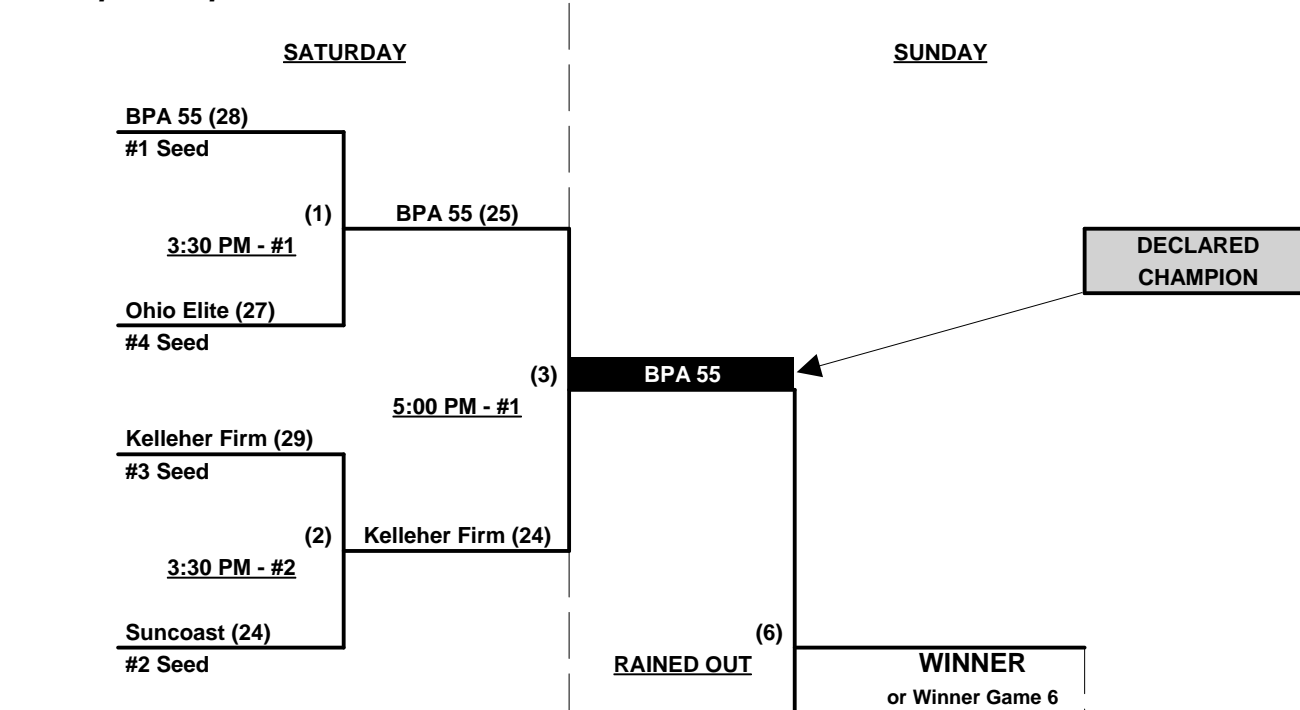 SATURDAY
SUNDAY
BPA 55 (28)
#1 Seed
(1)
BPA 55 (25)
3:30 PM - #1
DECLARED
CHAMPION
Ohio Elite (27)
#4 Seed
(3)
BPA 55
5:00 PM - #1
Kelleher Firm (29)
#3 Seed
(2)
Kelleher Firm (24)
3:30 PM - #2
Suncoast (24)
#2 Seed
(6)
RAINED OUT
WINNER
or Winner Game 6